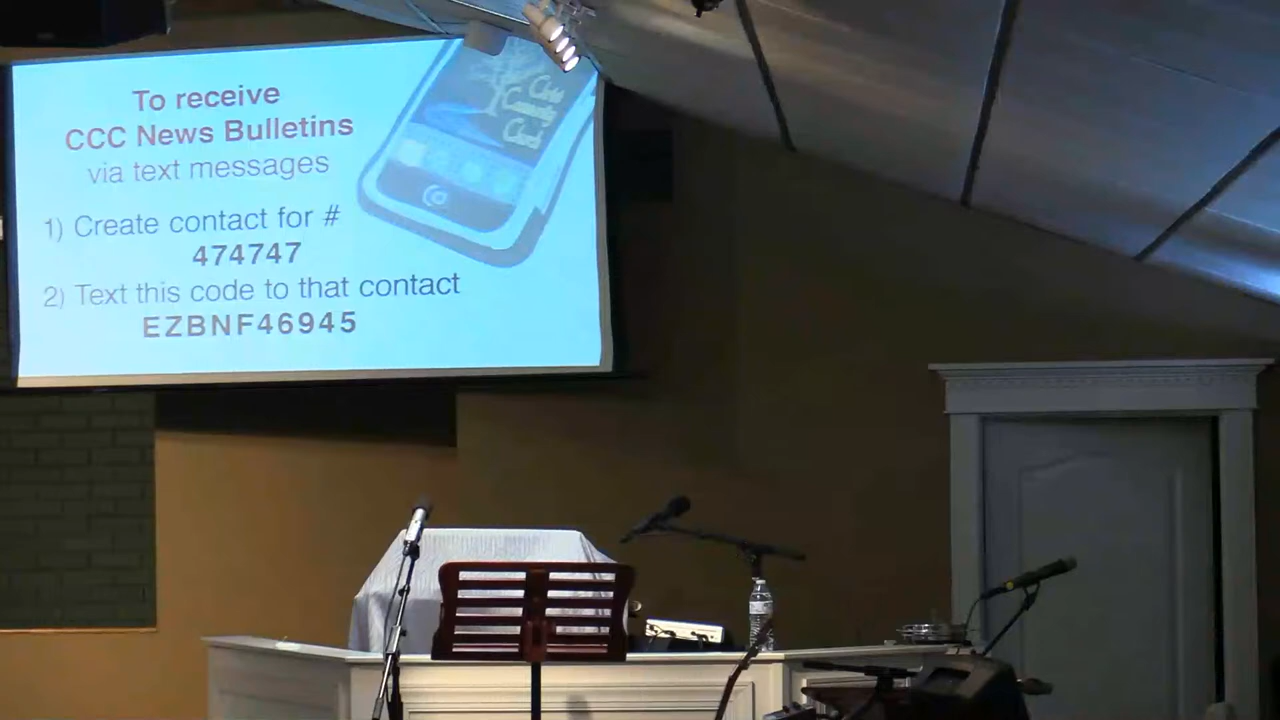 To receive
CCC News Bulletins
via text messages
1) Create contact for #
474747
2) Text this code to that contact
EZBNF46945